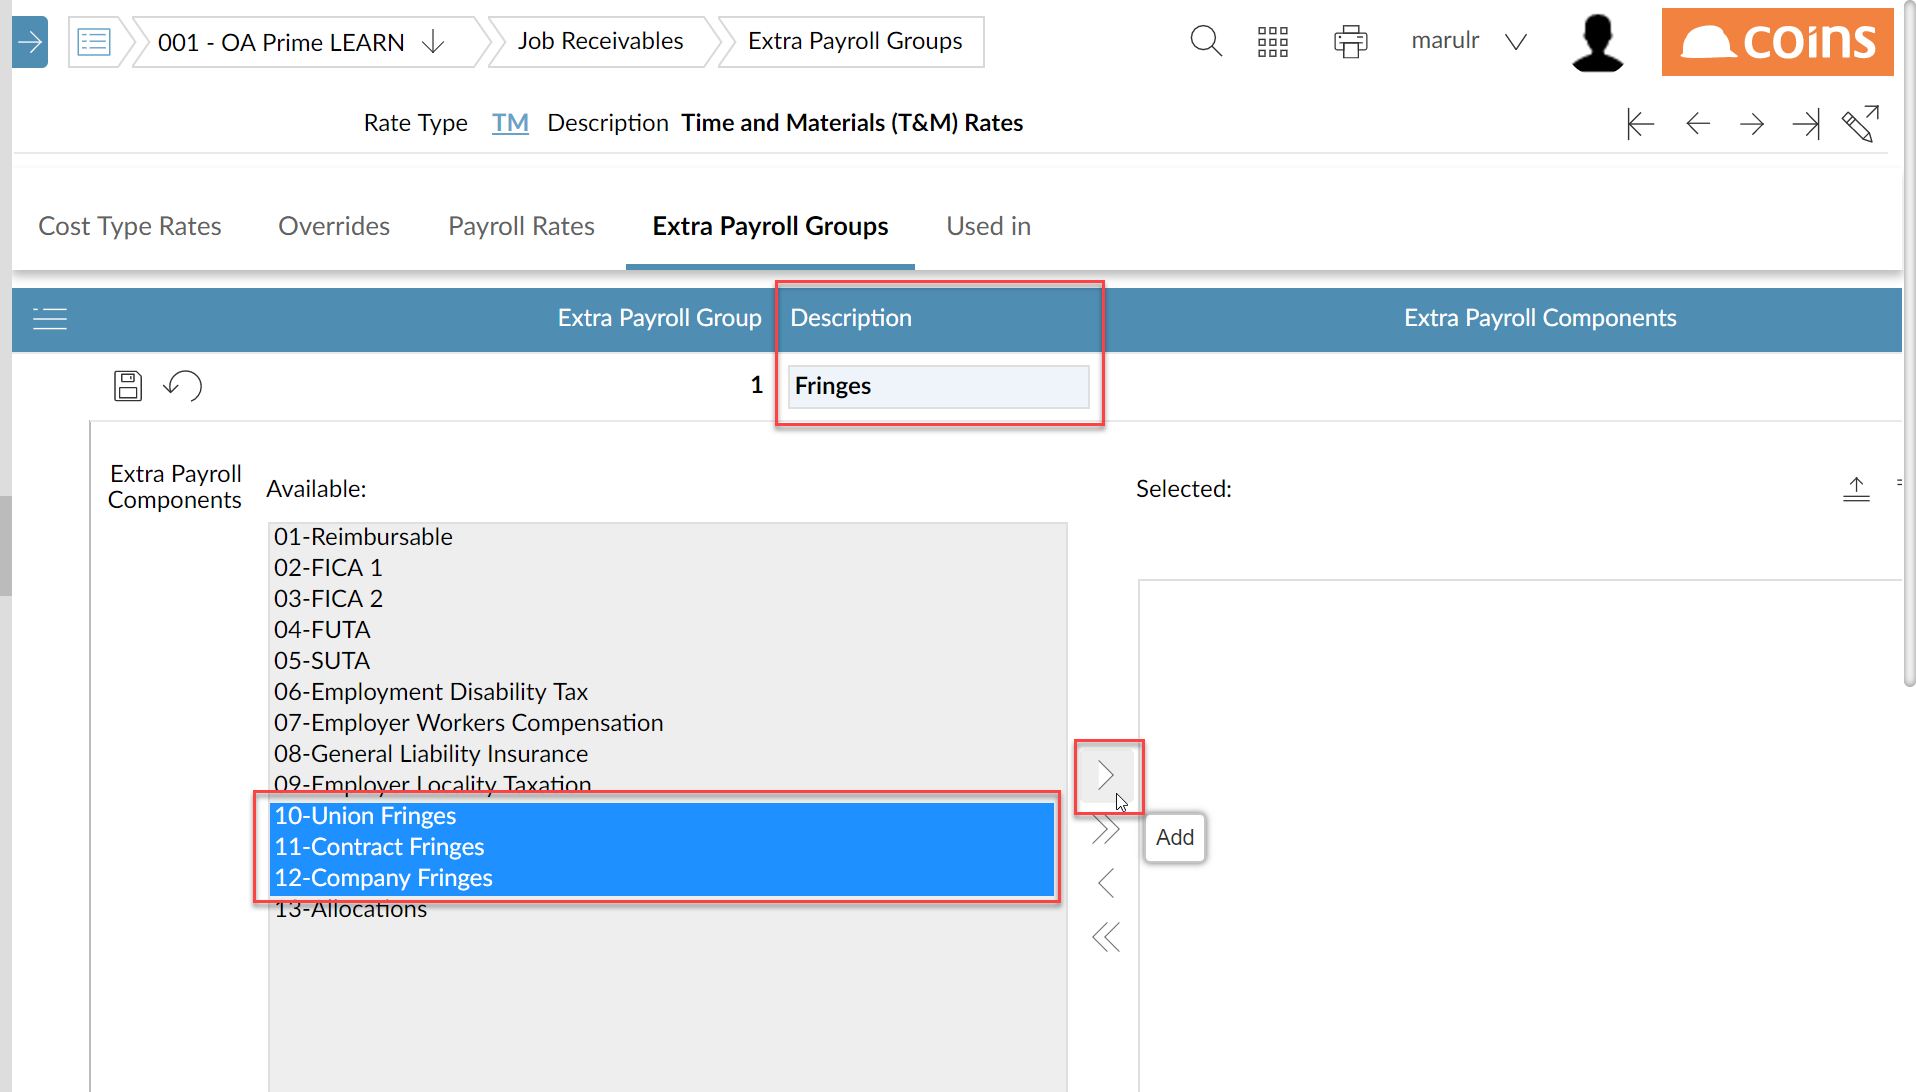 001 - OA Prime LEARN
Job Receivables
Extra Payroll Groups
marulr
coins
Rate Type TM Description Time and Materials (T&M) Rates
Cost Type Rates
Overrides
Payroll Rates
Extra Payroll Groups
Used in
Extra Payroll Group
Description
Extra Payroll Components
1
Fringes
Extra Payroll
Components
Available:
Selected:
01-Reimbursable
02-FICA 1
03-FICA 2
04-FUTA
05-SUTA
06-Employment Disability Tax
07-Employer Workers Compensation
08-General Liability Insurance
09-Employer Locality Taxation
10-Union Fringes
11-Contract Fringes
12-Company Fringes
13-Allocations
Add